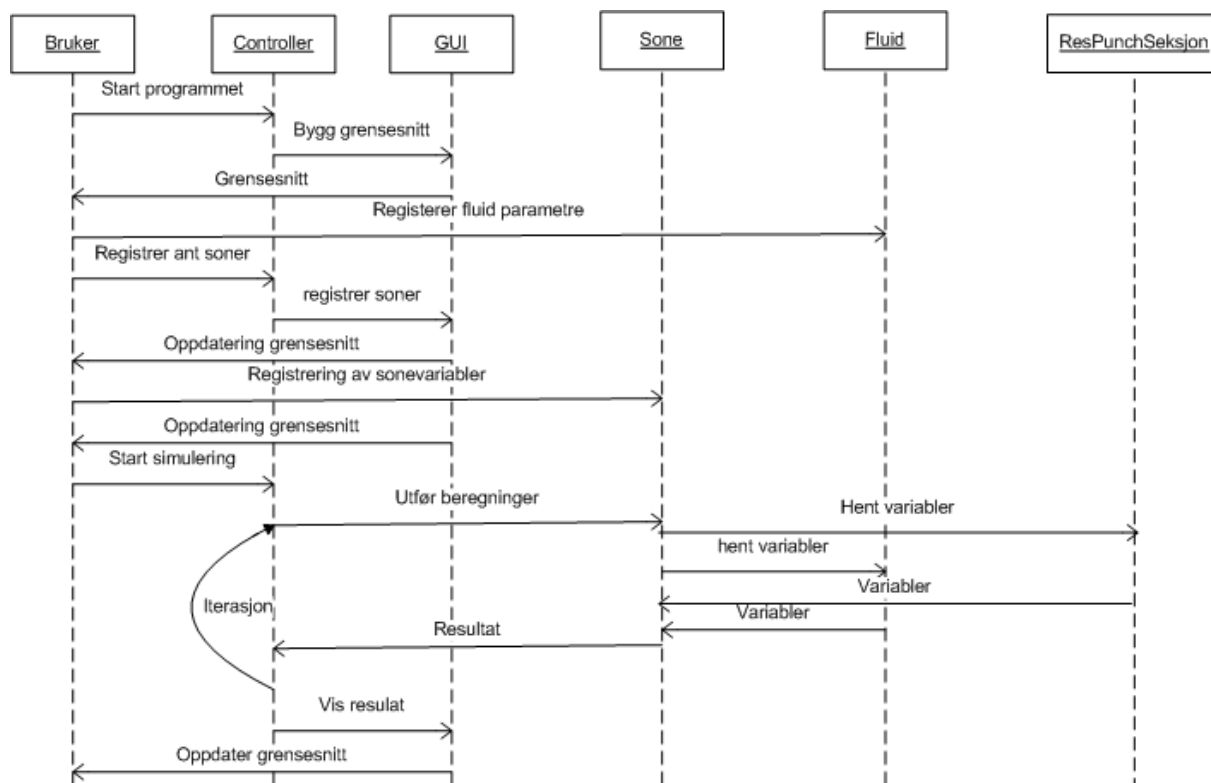 Bruker
Controller
GUI
Sone
Fluid
ResPunchSeksjon
Start programmet
Bygg grensesnitt
Grensesnitt
Registerer fluid parametre
Registrer ant soner
registrer soner
Oppdatering grensesnitt
Registrering av sonevariabler
Oppdatering grensesnitt
Start simulering
Utfør beregninger
Hent variabler
hent variabler
Variabler
Variabler
Iterasjon
Resultat
Vis resulat
Oppdater grensesnitt